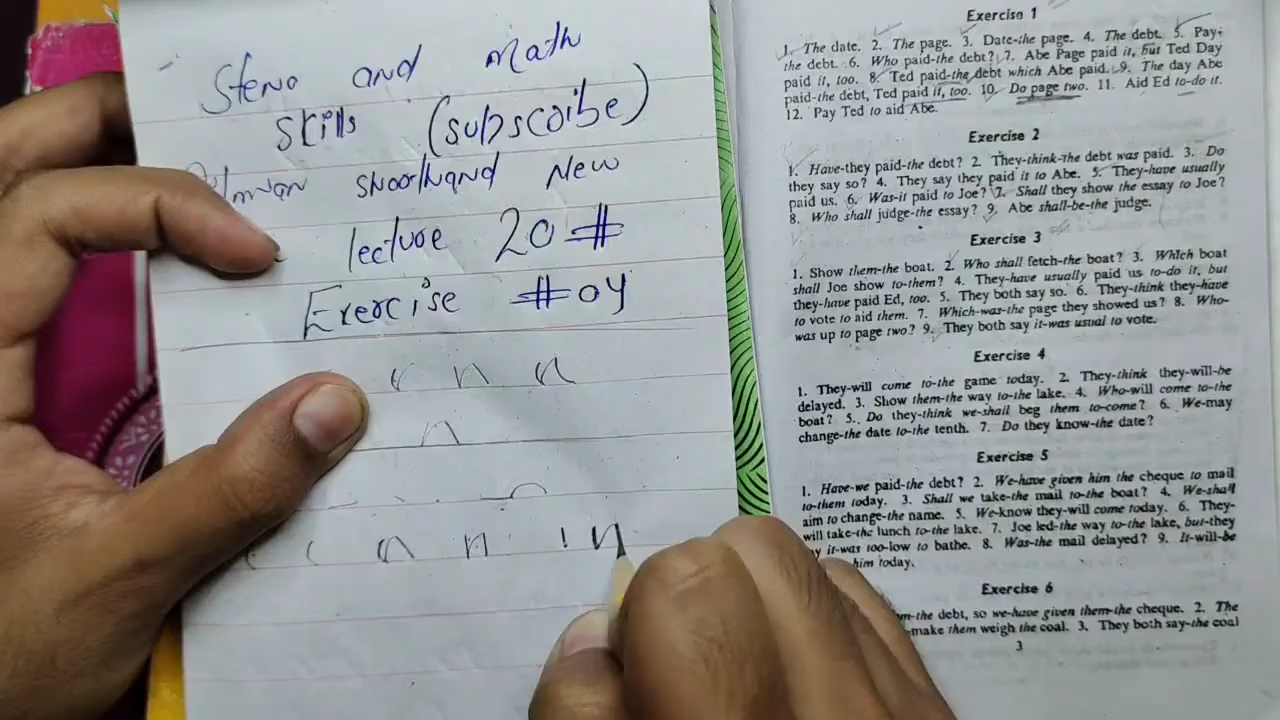 Steno and Math
Skills (subscribe)
Pitman Shorthand New
lecture 20 #
Exercise #04
Exercise 1
1. The date. 2. The page. 3. Date-the page. 4. The debt. 5. Pay-
the debt. 6. Who paid-the debt? 7. Abe Page paid it, but Ted Day
paid it, too. 8. Ted paid-the debt which Abe paid. 9. The day Abe
paid-the debt, Ted paid it, too. 10. Do page two. 11. Aid Ed to-do it.
12. Pay Ted to aid Abe.
Exercise 2
1. Have-they paid-the debt? 2. They-think-the debt was paid. 3. Do
they say so? 4. They say they paid it to Abe. 5. They-have usually
paid us. 6. Was-it paid to Joe? 7. Shall they show the essay to Joe?
8. Who shall judge-the essay? 9. Abe shall-be-the judge.
Exercise 3
1. Show them-the boat. 2. Who shall fetch-the boat? 3. Which boat
shall Joe show to-them? 4. They-have usually paid us to-do it, but
they-have paid Ed, too. 5. They both say so. 6. They-think they-have
to vote to aid them. 7. Which-was-the page they showed us? 8. Who-
was up to page two? 9. They both say it-was usual to vote.
Exercise 4
1. They-will come to-the game today. 2. They-think they-will-be
delayed. 3. Show them-the way to-the lake. 4. Who-will come to-the
boat? 5. Do they-think we-shall beg them to-come? 6. We-may
change-the date to-the tenth. 7. Do they know-the date?
Exercise 5
1. Have-we paid-the debt? 2. We-have given him the cheque to mail
to-them today. 3. Shall we take-the mail to-the boat? 4. We-shall
aim to change-the name. 5. We-know they-will come today. 6. They-
will take-the lunch to-the lake. 7. Joe led-the way to-the lake, but-they
it-was too-low to bathe. 8. Was-the mail delayed? 9. It-will-be
him today.
Exercise 6
-the debt, so we-have given them-the cheque. 2. The
make them weigh the coal. 3. They both say-the coal
3